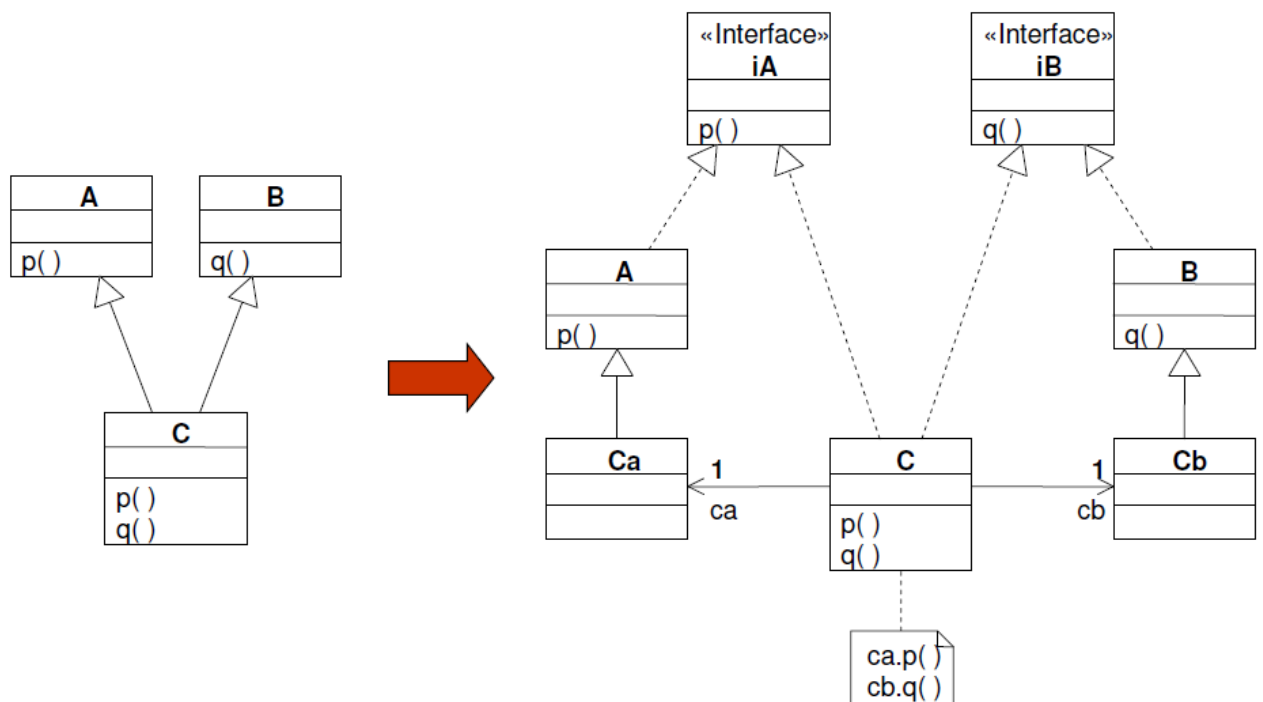 «Interface»
iA
p( )
«Interface»
iB
q( )
A
p( )
B
q( )
C
p( )
q( )
A
p( )
B
q( )
Ca
1
ca
C
p( )
q( )
1
cb
Cb
ca.p( )
cb.q( )